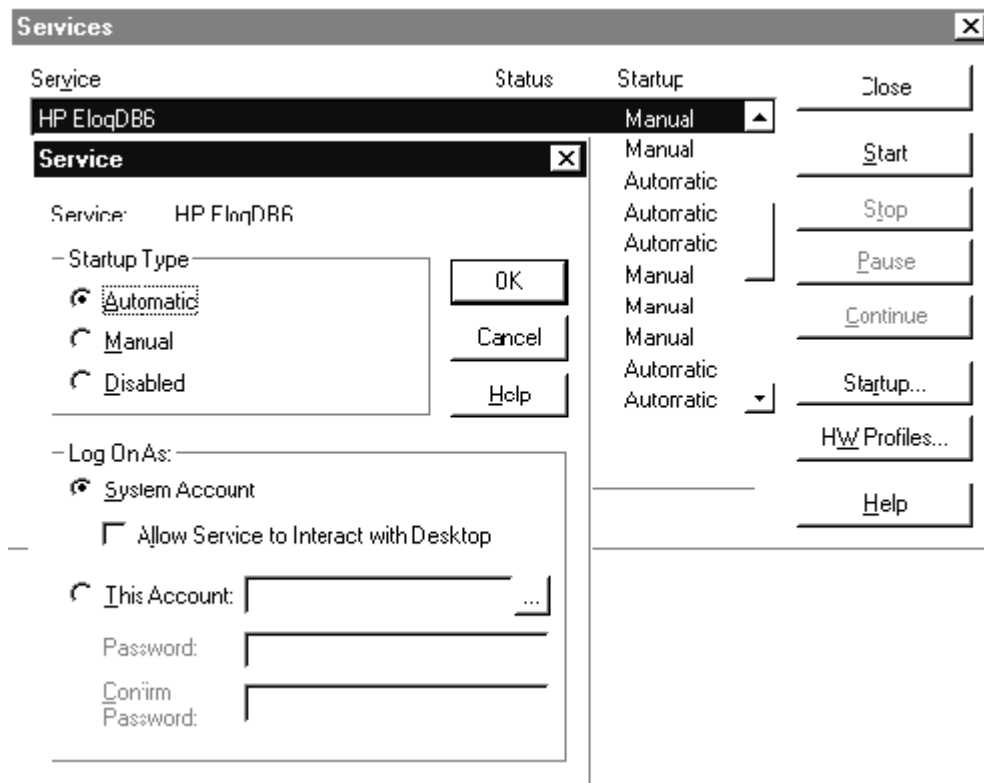 Services
Service Status Startup
Close
HP EloqDB6 Manual
Service
Manual
Start
Automatic
Service: HP EloqDB6
Automatic
Stop
Startup Type
Automatic
Pause
OK
Manual
Automatic
Manual
Continue
Manual
Cancel
Manual
Disabled
Automatic
Startup...
Help
Automatic
HW Profiles...
Log On As:
System Account
Help
Allow Service to Interact with Desktop
This Account: ...
Password:
Confirm
Password: